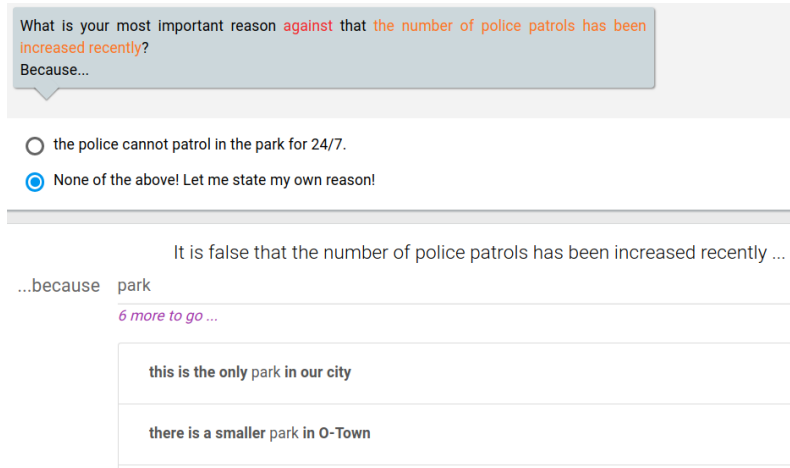 What is your most important reason against that the number of police patrols has been
increased recently?
Because...
the police cannot patrol in the park for 24/7.
None of the above! Let me state my own reason!
It is false that the number of police patrols has been increased recently ...
...because park
6 more to go ...
this is the only park in our city
there is a smaller park in O-Town